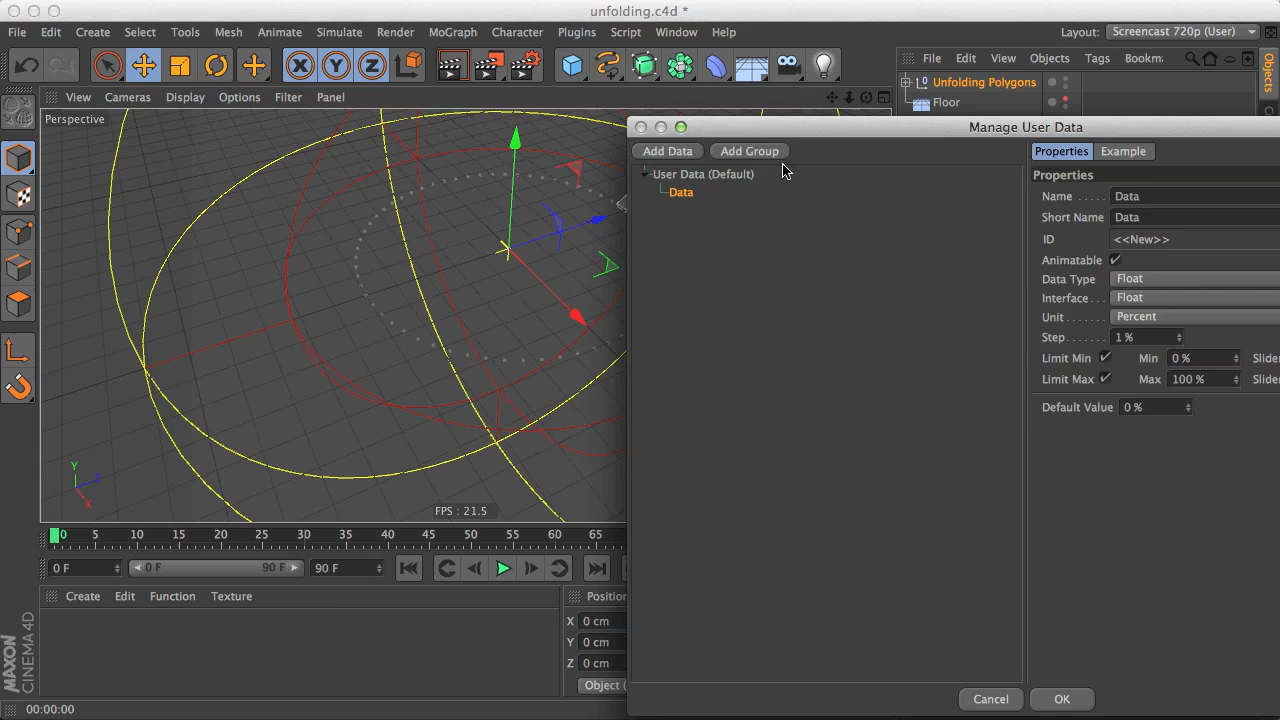 unfolding.c4d *
File Edit Create Select Tools Mesh Animate Simulate Render MoGraph Character Plugins Script Window Help Layout: Screencast 720p (User)
File Edit View Objects Tags Bookm
Unfolding Polygons
Floor
Objects
View Cameras Display Options Filter Panel
Perspective
Y
Z
X
FPS : 21.5
Manage User Data
Add Data Add Group
User Data (Default)
Data
Properties Example
Properties
Name Data
Short Name Data
ID <<New>>
Animatable
Data Type Float
Interface Float
Unit Percent
Step 1 %
Limit Min Min 0 % Slider
Limit Max Max 100 % Slider
Default Value 0 %
Cancel OK
0 5 10 15 20 25 30 35 40 45 50 55 60 65
0 F 0 F 90 F 90 F
Create Edit Function Texture
Position
X 0 cm
Y 0 cm
Z 0 cm
Object (
MAXON
CINEMA 4D
00:00:00